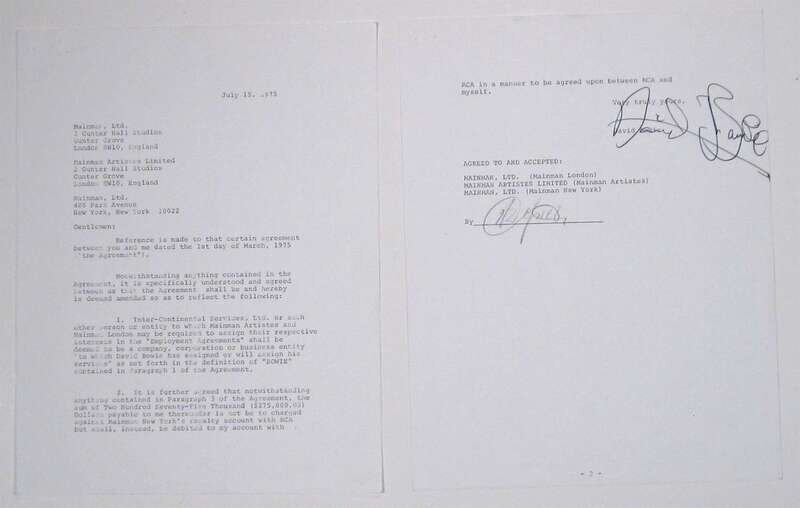 July 15, 1975
Mainman, Ltd.
2 Gunter Hall Studios
Gunter Grove
London SW10, England
Mainman Artistes Limited
2 Gunter Hall Studios
Gunter Grove
London SW10, England
Mainman, Ltd.
488 Park Avenue
New York, New York 10022
Gentlemen:
Reference is made to that certain agreement
between you and me dated the 1st day of March, 1975
("the Agreement").
Notwithstanding anything contained in the
Agreement, it is specifically understood and agreed
between us that the Agreement shall be and hereby
is deemed amended so as to reflect the following:
1. Inter-Continental Services, Ltd. or such
other person or entity to which Mainman Artistes and
Mainman London may be required to assign their respective
interests in the "Employment Agreements" shall be
deemed to be a company, corporation or business entity
"to which David Bowie has assigned or will assign his
services" as set forth in the definition of "BOWIE"
contained in Paragraph 1 of the Agreement.
2. It is further agreed that notwithstanding
anything contained in Paragraph 3 of the Agreement, the
sum of Two Hundred Seventy-Five Thousand ($275,000.00)
Dollars payable to me thereunder is not be to charged
against Mainman New York's royalty account with RCA
but shall, instead, be debited to my account with
RCA in a manner to be agreed upon between RCA and
myself.
Very truly yours,
David Bowie
David
AGREED TO AND ACCEPTED:
MAINMAN, LTD. (Mainman London)
MAINMAN ARTISTES LIMITED (Mainman Artistes)
MAINMAN, LTD. (Mainman New York)
By
- 2 -